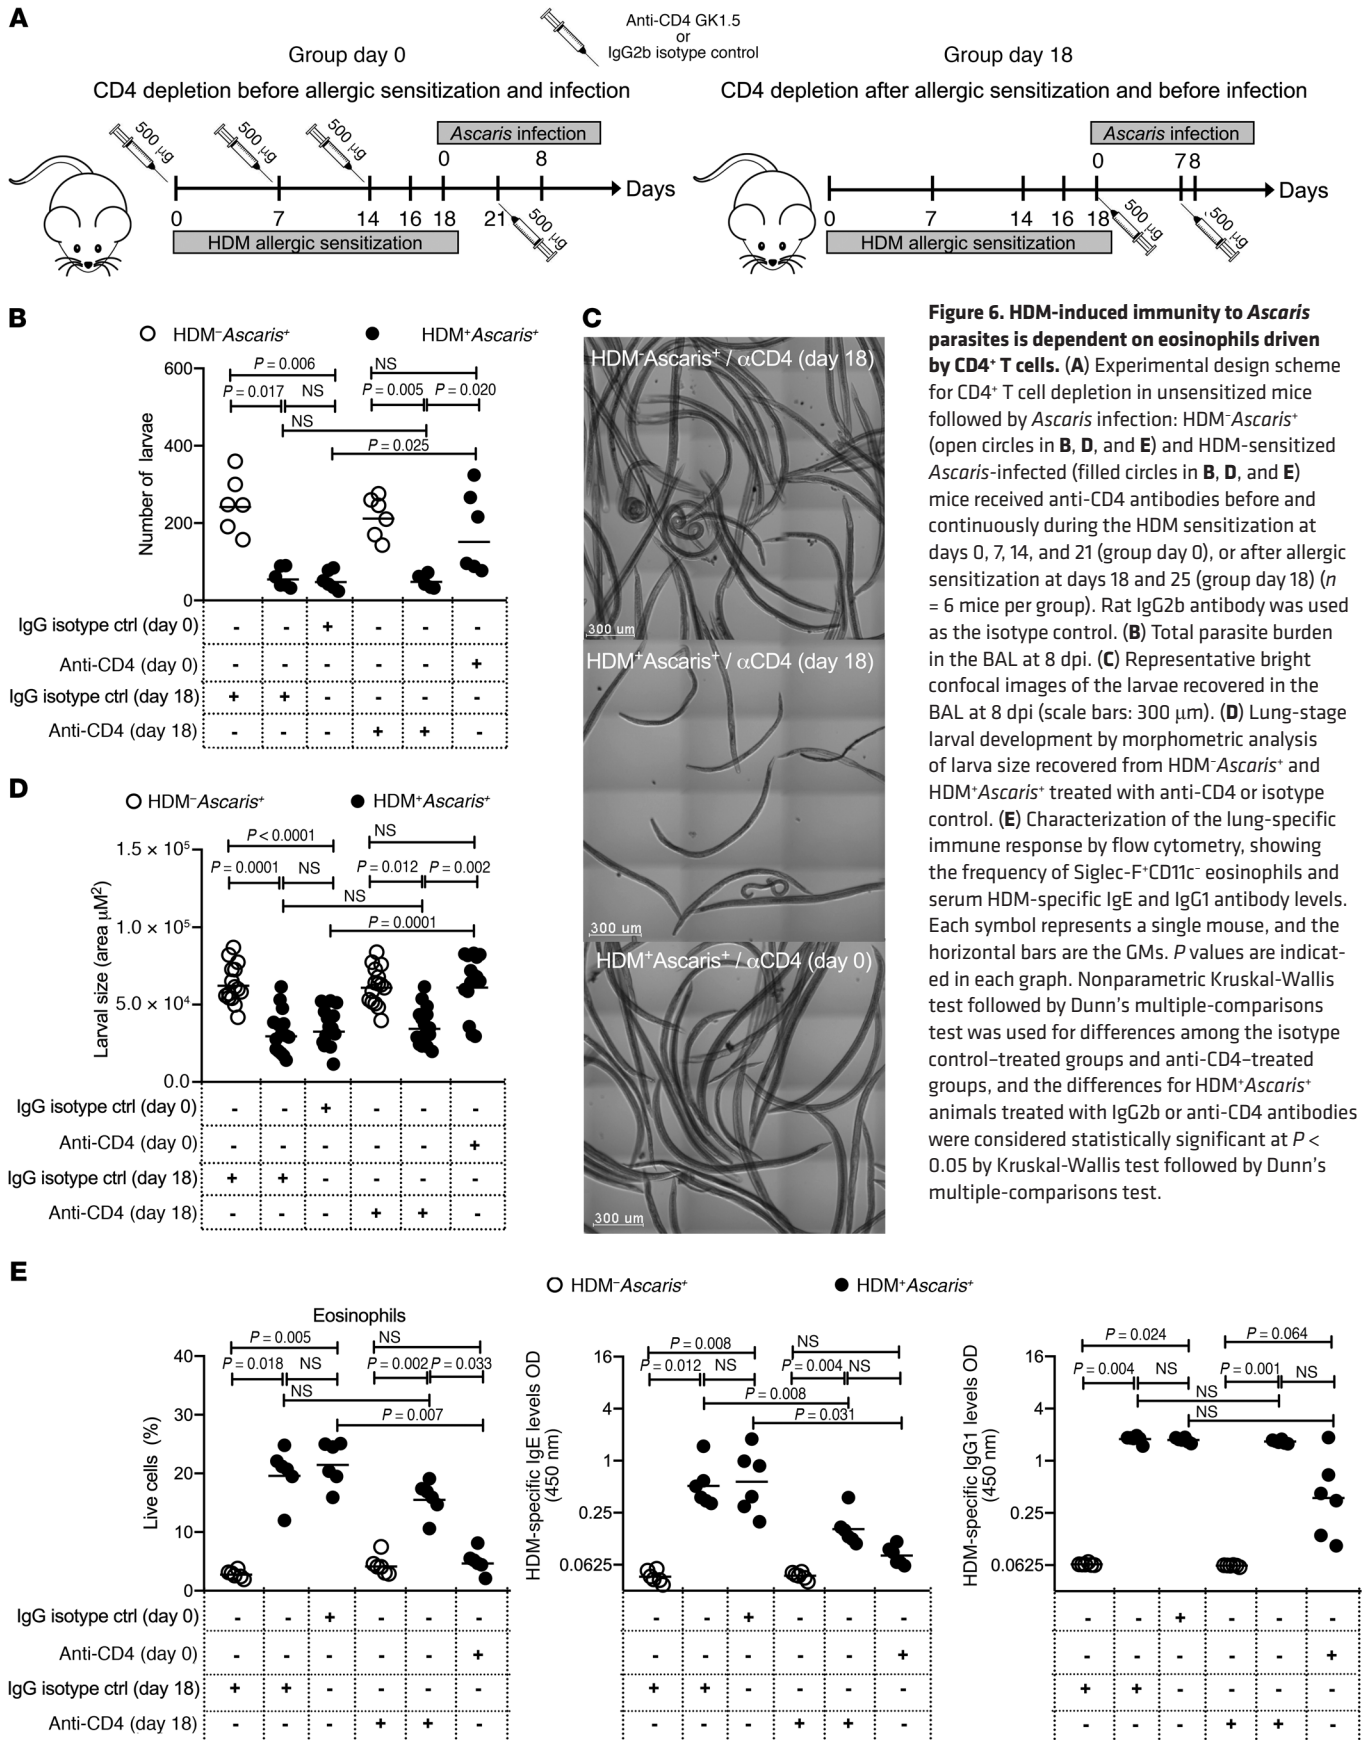 A
Anti-CD4 GK1.5
or
IgG2b isotype control
Group day 0
CD4 depletion before allergic sensitization and infection
500 µg
500 µg
500 µg
Ascaris infection
0 8
Days
0 7 14 16 18 21
500 µg
HDM allergic sensitization
Group day 18
CD4 depletion after allergic sensitization and before infection
Ascaris infection
0 7 8
Days
0 7 14 16 18
500 µg
500 µg
HDM allergic sensitization
B
HDM⁻Ascaris⁺ HDM⁺Ascaris⁺
P = 0.006 NS
P = 0.017 NS P = 0.005 P = 0.020
NS
P = 0.025
Number of larvae
600
400
200
0
IgG isotype ctrl (day 0) - - + - - -
Anti-CD4 (day 0) - - - - - +
IgG isotype ctrl (day 18) + + - - - -
Anti-CD4 (day 18) - - - + + -
C
HDM⁻Ascaris⁺ / αCD4 (day 18)
300 um
HDM⁺Ascaris⁺ / αCD4 (day 18)
300 um
HDM⁺Ascaris⁺ / αCD4 (day 0)
300 um
Figure 6. HDM-induced immunity to Ascaris
parasites is dependent on eosinophils driven
by CD4⁺ T cells. (A) Experimental design scheme
for CD4⁺ T cell depletion in unsensitized mice
followed by Ascaris infection: HDM⁻Ascaris⁺
(open circles in B, D, and E) and HDM-sensitized
Ascaris-infected (filled circles in B, D, and E)
mice received anti-CD4 antibodies before and
continuously during the HDM sensitization at
days 0, 7, 14, and 21 (group day 0), or after allergic
sensitization at days 18 and 25 (group day 18) (n
= 6 mice per group). Rat IgG2b antibody was used
as the isotype control. (B) Total parasite burden
in the BAL at 8 dpi. (C) Representative bright
confocal images of the larvae recovered in the
BAL at 8 dpi (scale bars: 300 µm). (D) Lung-stage
larval development by morphometric analysis
of larva size recovered from HDM⁻Ascaris⁺ and
HDM⁺Ascaris⁺ treated with anti-CD4 or isotype
control. (E) Characterization of the lung-specific
immune response by flow cytometry, showing
the frequency of Siglec-F⁺CD11c⁻ eosinophils and
serum HDM-specific IgE and IgG1 antibody levels.
Each symbol represents a single mouse, and the
horizontal bars are the GMs. P values are indicat-
ed in each graph. Nonparametric Kruskal-Wallis
test followed by Dunn's multiple-comparisons
test was used for differences among the isotype
control–treated groups and anti-CD4–treated
groups, and the differences for HDM⁺Ascaris⁺
animals treated with IgG2b or anti-CD4 antibodies
were considered statistically significant at P <
0.05 by Kruskal-Wallis test followed by Dunn's
multiple-comparisons test.
D
HDM⁻Ascaris⁺ HDM⁺Ascaris⁺
P < 0.0001 NS
P = 0.0001 NS P = 0.012 P = 0.002
NS
P = 0.0001
Larval size (area µM²)
1.5 × 10⁵
1.0 × 10⁵
5.0 × 10⁴
0.0
IgG isotype ctrl (day 0) - - + - - -
Anti-CD4 (day 0) - - - - - +
IgG isotype ctrl (day 18) + + - - - -
Anti-CD4 (day 18) - - - + + -
E
HDM⁻Ascaris⁺ HDM⁺Ascaris⁺
Eosinophils
P = 0.005 NS
P = 0.018 NS P = 0.002 P = 0.033
NS
P = 0.007
Live cells (%)
40
30
20
10
0
P = 0.008 NS
P = 0.012 NS P = 0.004 NS
P = 0.008
P = 0.031
HDM-specific IgE levels OD
(450 nm)
16
4
1
0.25
0.0625
P = 0.024 P = 0.064
P = 0.004 NS P = 0.001 NS
NS
NS
HDM-specific IgG1 levels OD
(450 nm)
16
4
1
0.25
0.0625
IgG isotype ctrl (day 0) - - + - - - - - + - - - - - + - - -
Anti-CD4 (day 0) - - - - - + - - - - - + - - - - - +
IgG isotype ctrl (day 18) + + - - - - + + - - - - + + - - - -
Anti-CD4 (day 18) - - - + + - - - - + + - - - - + + -